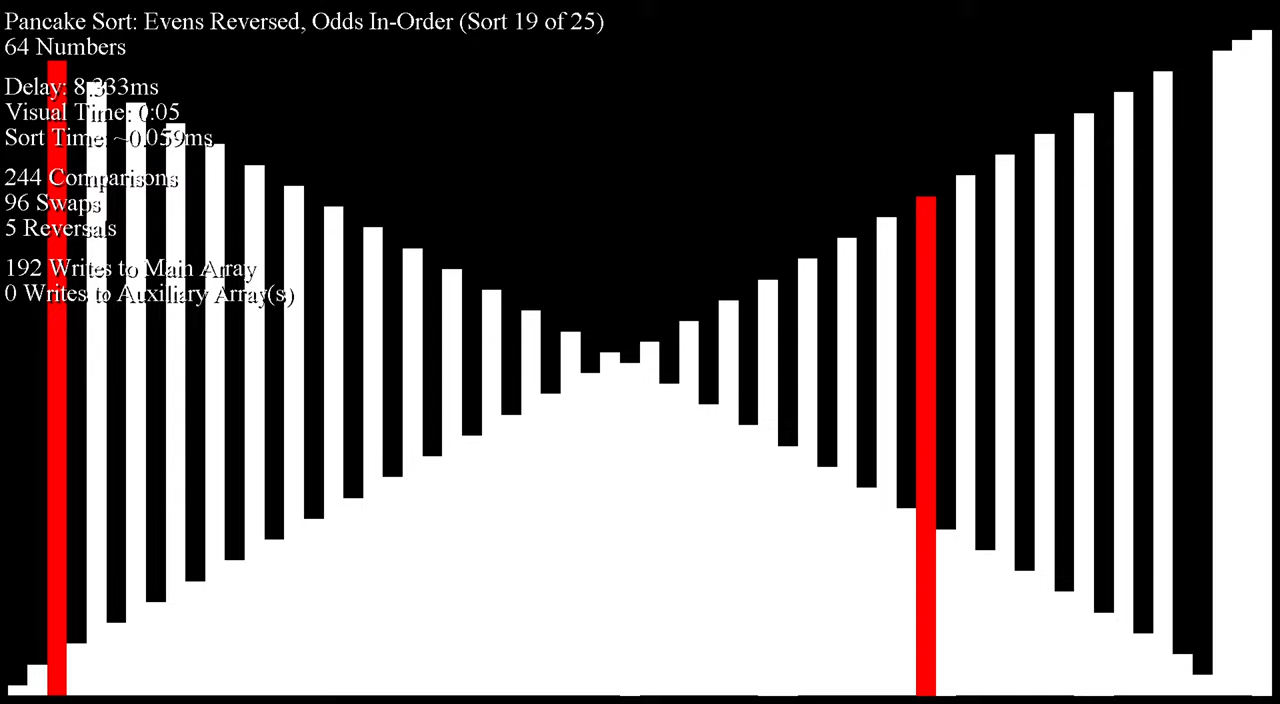 Pancake Sort: Evens Reversed, Odds In-Order (Sort 19 of 25)
64 Numbers
Delay: 8.333ms
Visual Time: 0:05
Sort Time: ~0.059ms
244 Comparisons
96 Swaps
5 Reversals
192 Writes to Main Array
0 Writes to Auxiliary Array(s)